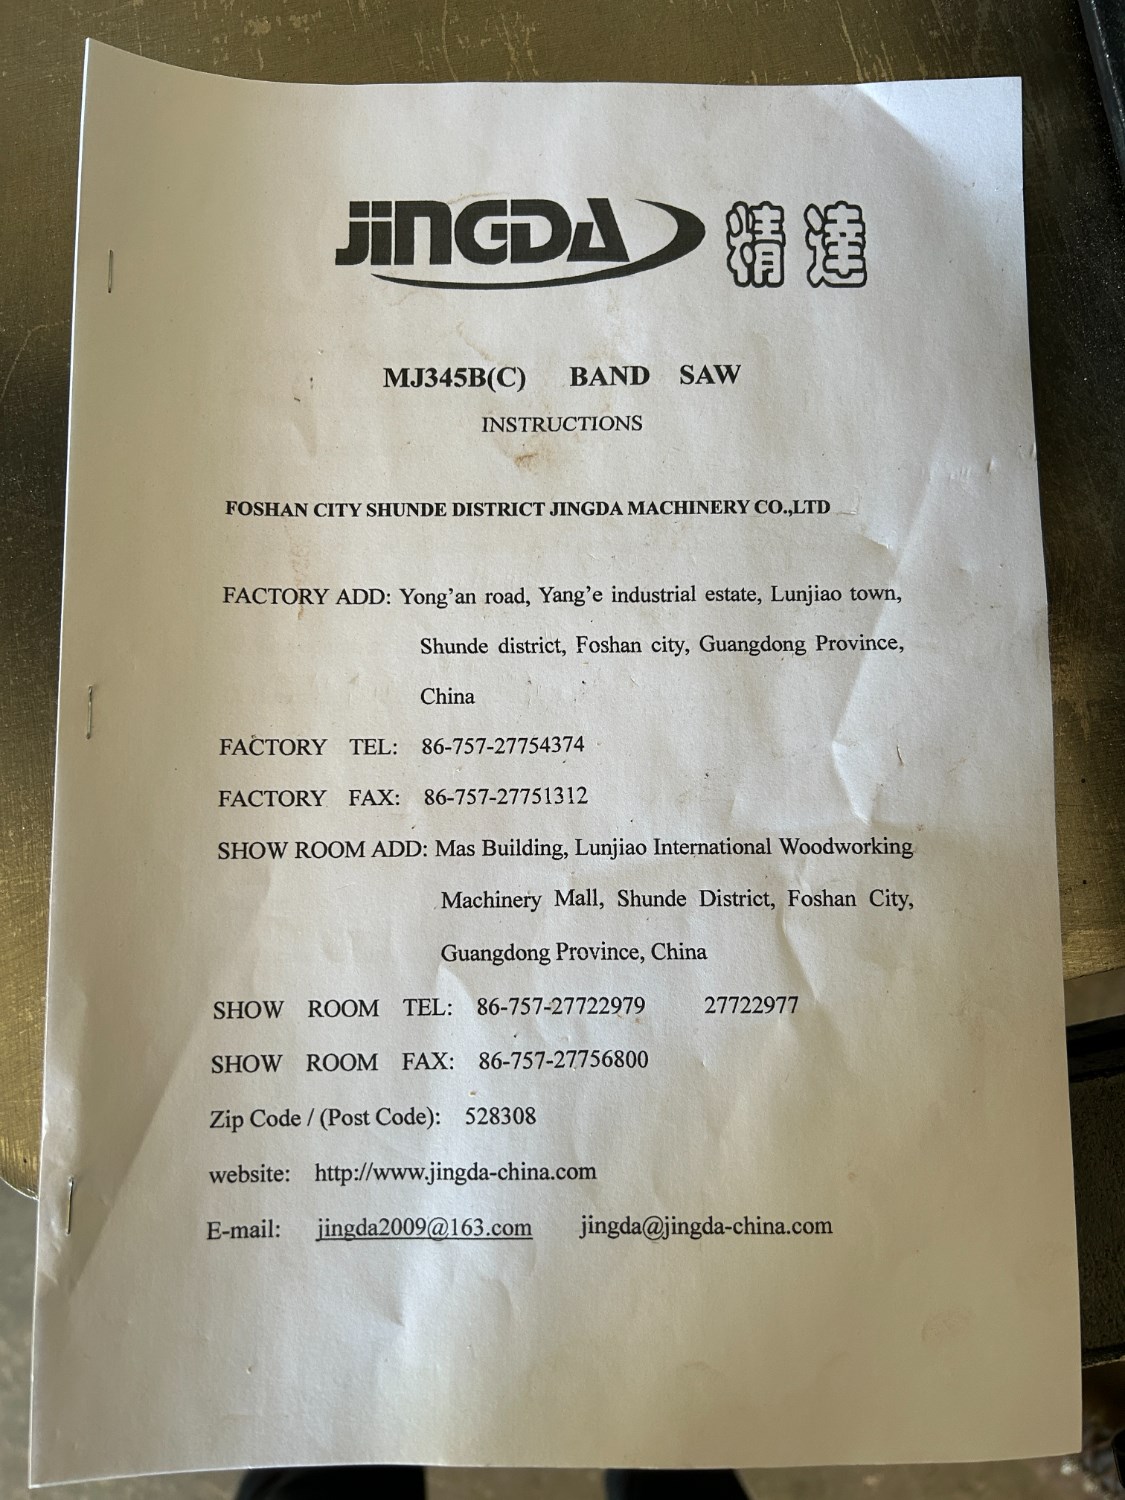 JINGDA 精達
MJ345B(C) BAND SAW
INSTRUCTIONS
FOSHAN CITY SHUNDE DISTRICT JINGDA MACHINERY CO.,LTD
FACTORY ADD: Yong'an road, Yang'e industrial estate, Lunjiao town,
Shunde district, Foshan city, Guangdong Province,
China
FACTORY TEL: 86-757-27754374
FACTORY FAX: 86-757-27751312
SHOW ROOM ADD: Mas Building, Lunjiao International Woodworking
Machinery Mall, Shunde District, Foshan City,
Guangdong Province, China
SHOW ROOM TEL: 86-757-27722979 27722977
SHOW ROOM FAX: 86-757-27756800
Zip Code / (Post Code): 528308
website: http://www.jingda-china.com
E-mail: jingda2009@163.com jingda@jingda-china.com